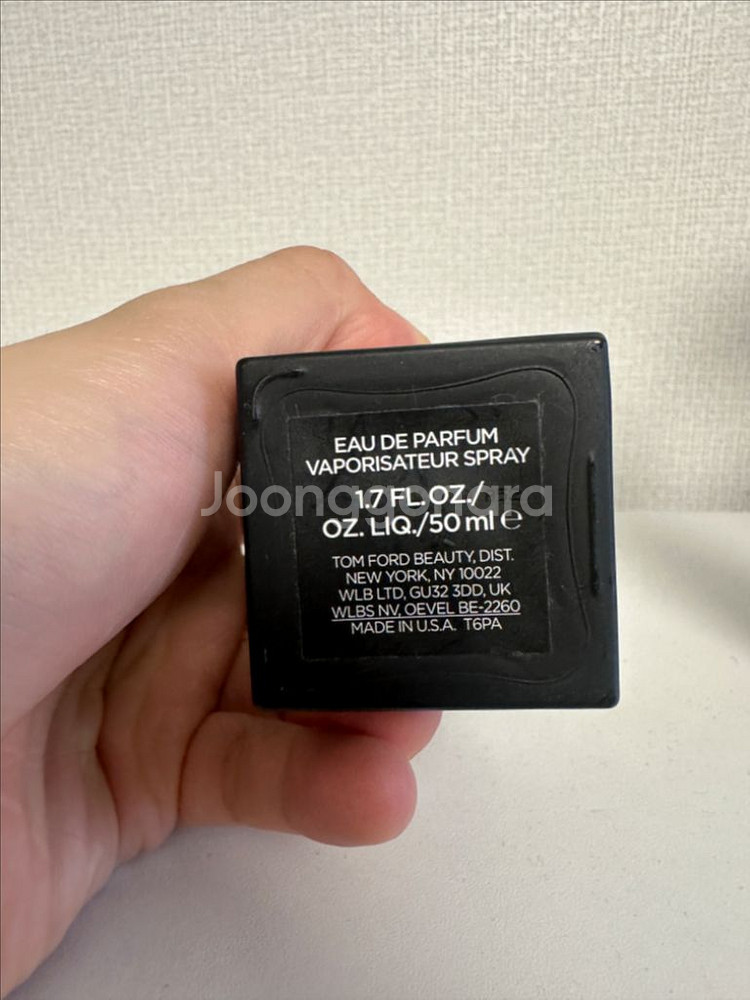 EAU DE PARFUM
VAPORISATEUR SPRAY
1.7 FL. OZ./
OZ. LIQ./50 ml ℮
Joonggonara
TOM FORD BEAUTY, DIST.
NEW YORK, NY 10022
WLB LTD, GU32 3DD, UK
WLBS NV, OEVEL BE-2260
MADE IN U.S.A. T6PA